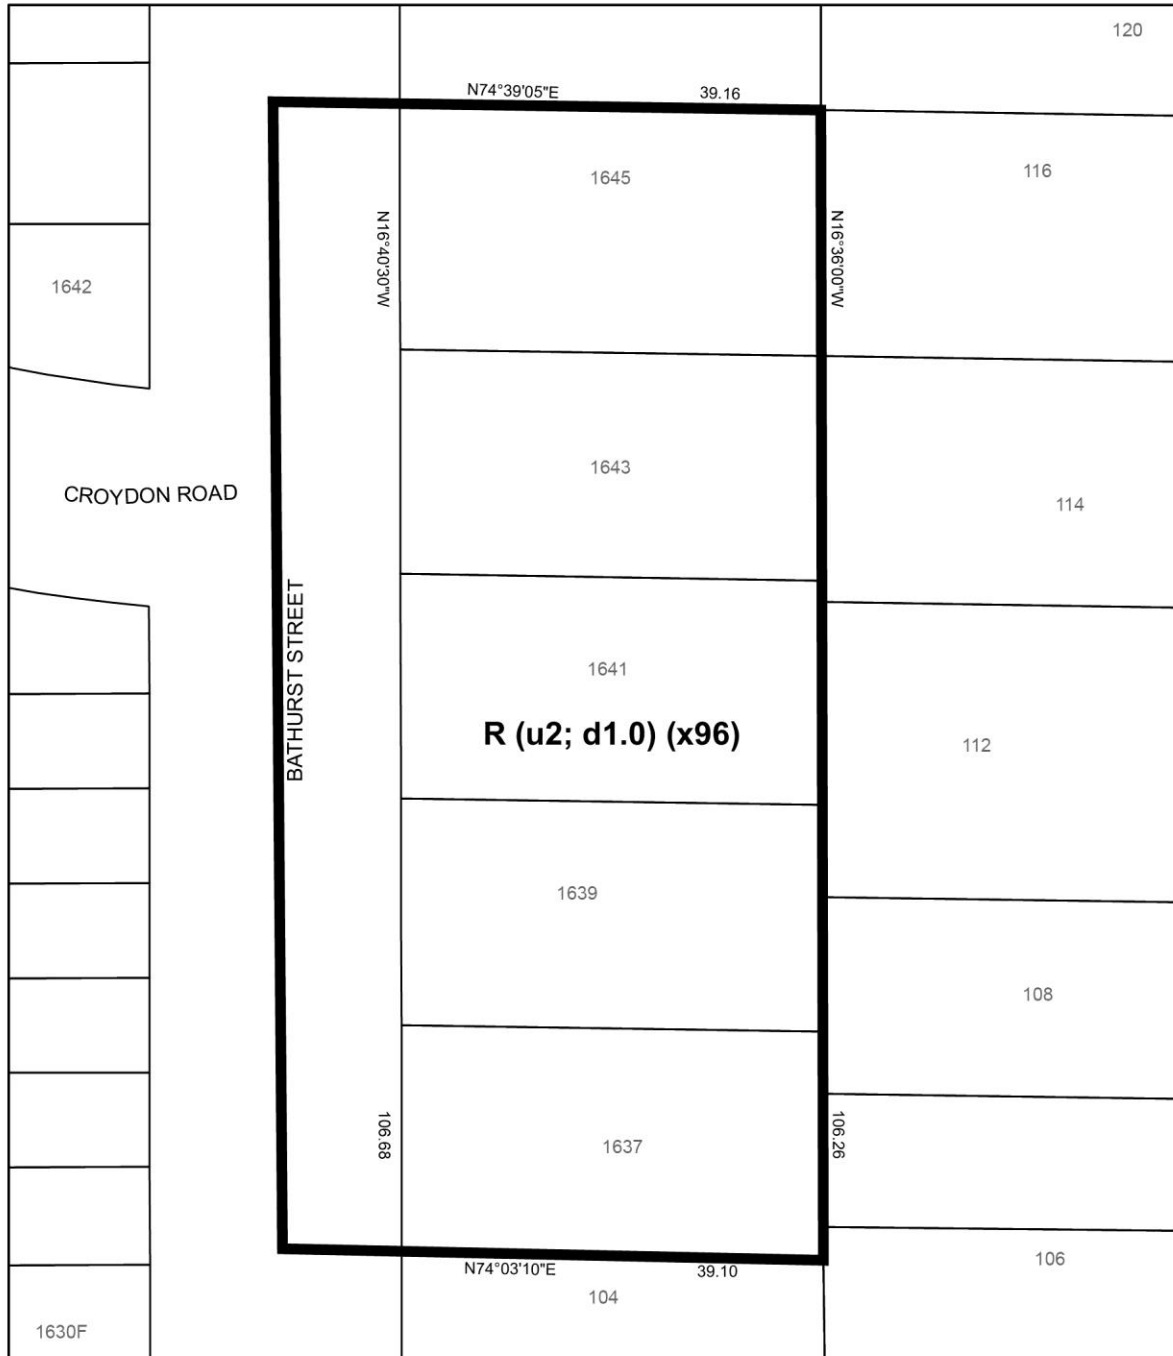 120
N74°39'05"E
39.16
1645
116
N16°40'30"W
N16°36'00"W
1642
1643
CROYDON ROAD
114
BATHURST STREET
1641
R (u2; d1.0) (x96)
112
1639
108
106.68
106.26
1637
106
N74°03'10"E
39.10
104
1630F